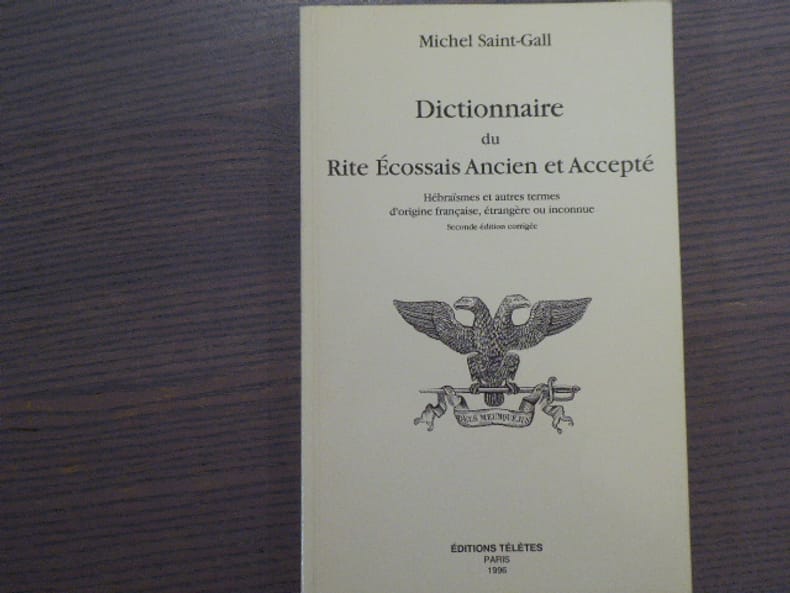 Michel Saint-Gall
Dictionnaire
du
Rite Écossais Ancien et Accepté
Hébraïsmes et autres termes
d'origine française, étrangère ou inconnue
Seconde édition corrigée
ÉDITIONS TÉLÈTES
PARIS
1996